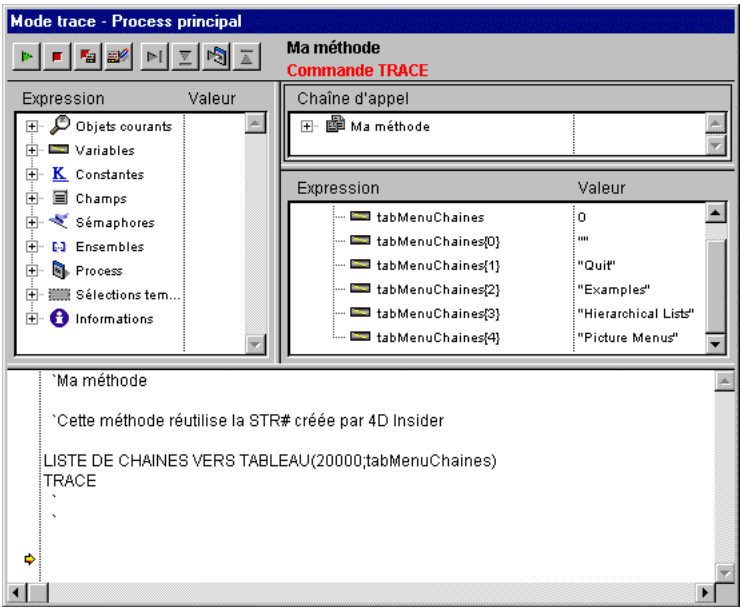 Mode trace - Process principal
Ma méthode
Commande TRACE
Expression Valeur
Objets courants
Variables
K Constantes
Champs
Sémaphores
Ensembles
Process
Sélections tem...
Informations
Chaîne d'appel
Ma méthode
Expression Valeur
tabMenuChaines 0
tabMenuChaines{0} ""
tabMenuChaines{1} "Quit"
tabMenuChaines{2} "Examples"
tabMenuChaines{3} "Hierarchical Lists"
tabMenuChaines{4} "Picture Menus"
`Ma méthode
`Cette méthode réutilise la STR# créée par 4D Insider
LISTE DE CHAINES VERS TABLEAU(20000;tabMenuChaines)
TRACE
`
`